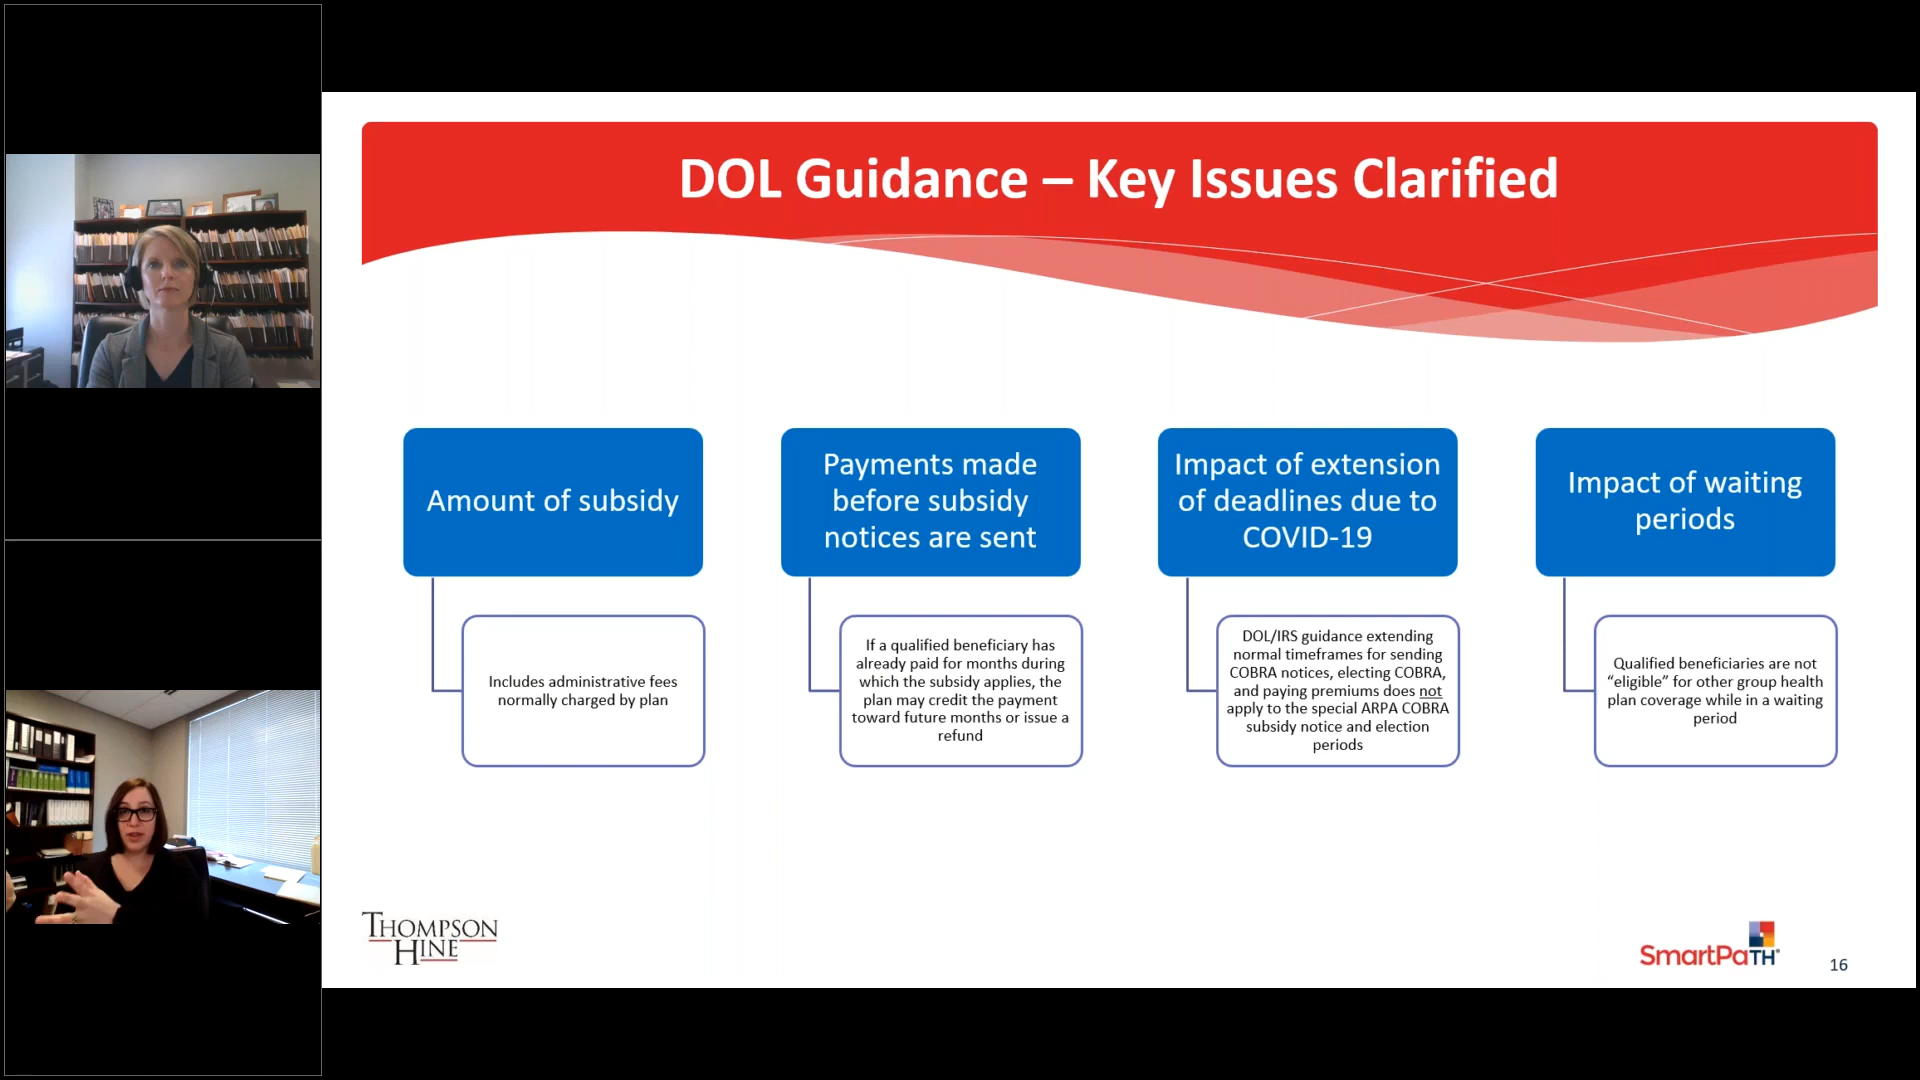 DOL Guidance – Key Issues Clarified
Amount of subsidy
Includes administrative fees
normally charged by plan
Payments made
before subsidy
notices are sent
If a qualified beneficiary has
already paid for months during
which the subsidy applies, the
plan may credit the payment
toward future months or issue a
refund
Impact of extension
of deadlines due to
COVID-19
DOL/IRS guidance extending
normal timeframes for sending
COBRA notices, electing COBRA,
and paying premiums does not
apply to the special ARPA COBRA
subsidy notice and election
periods
Impact of waiting
periods
Qualified beneficiaries are not
“eligible” for other group health
plan coverage while in a waiting
period
THOMPSON
HINE
SmartPaTH
16